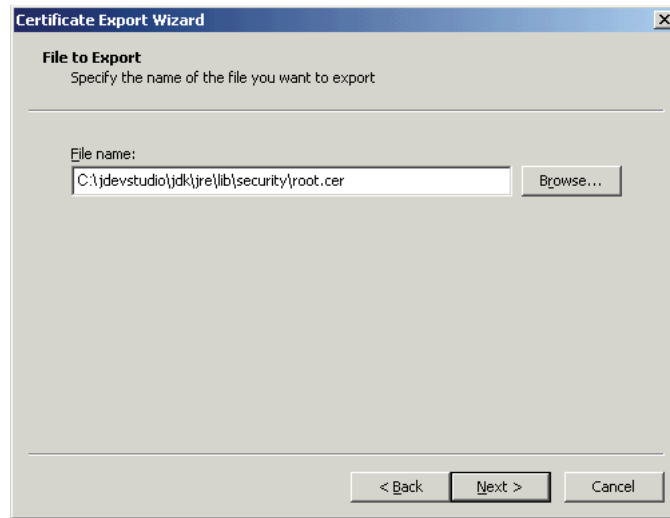 Certificate Export Wizard
File to Export
Specify the name of the file you want to export
File name:
C:\jdevstudio\jdk\jre\lib\security\root.cer
Browse...
< Back
Next >
Cancel